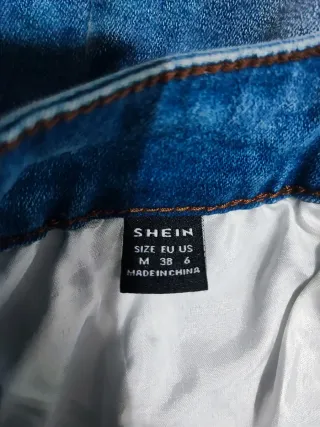 SHEIN
SIZE EU US
M 38 6
MADE IN CHINA